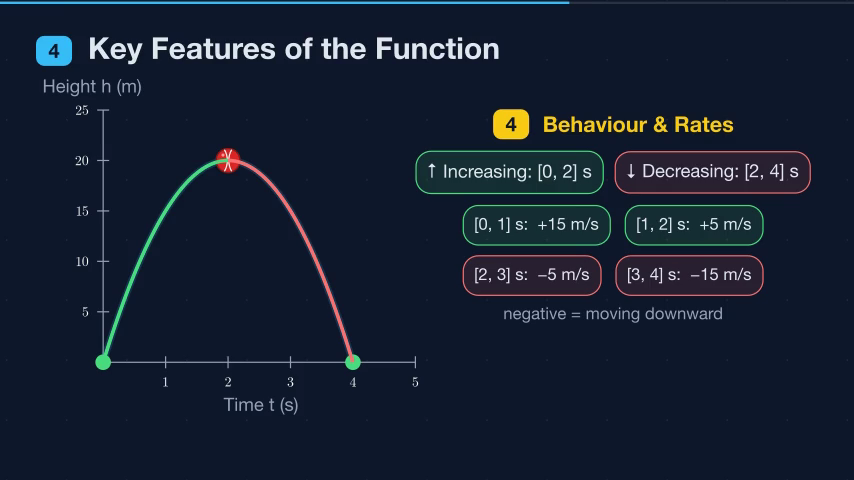 4 Key Features of the Function
Height h (m)
25
20
15
10
5
1 2 3 4 5
Time t (s)
4 Behaviour & Rates
↑ Increasing: [0, 2] s ↓ Decreasing: [2, 4] s
[0, 1] s: +15 m/s [1, 2] s: +5 m/s
[2, 3] s: −5 m/s [3, 4] s: −15 m/s
negative = moving downward